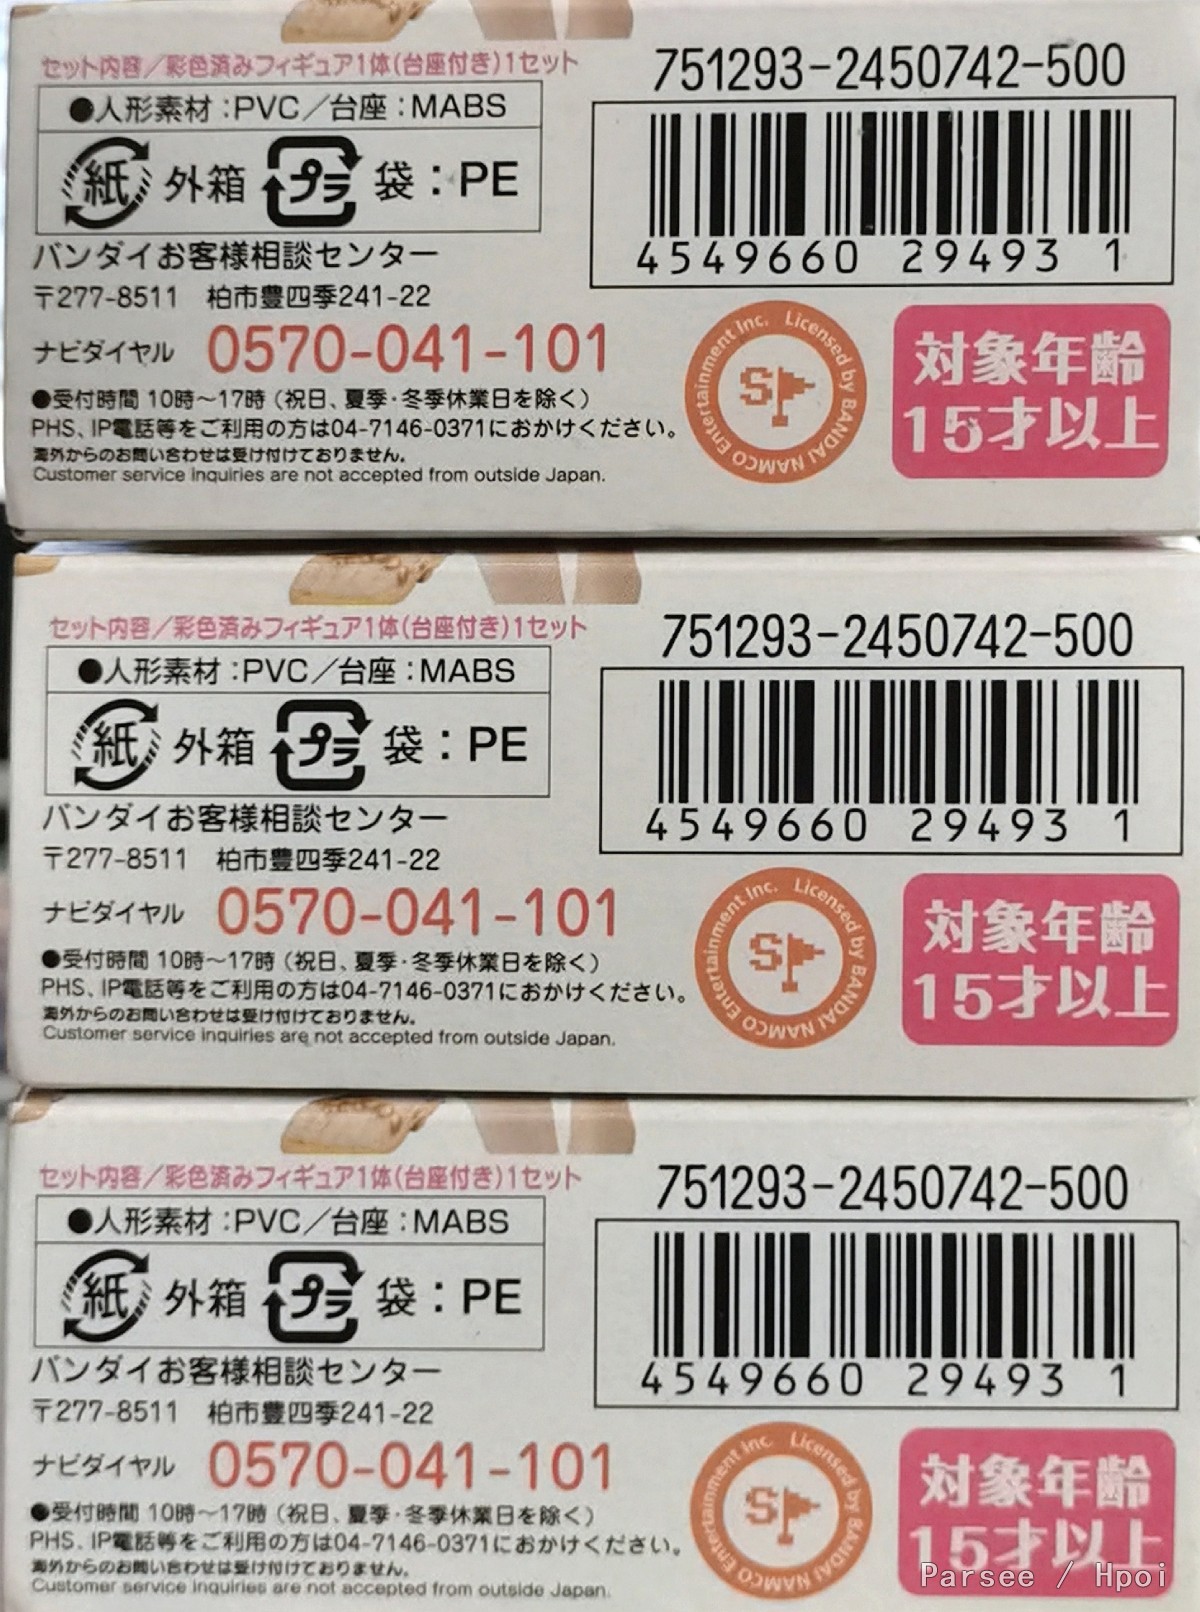 セット内容／彩色済みフィギュア1体(台座付き)1セット
●人形素材：PVC／台座：MABS
紙 外箱 プラ 袋：PE
バンダイお客様相談センター
〒277-8511 柏市豊四季241-22
ナビダイヤル 0570-041-101
●受付時間 10時～17時（祝日、夏季・冬季休業日を除く）
PHS、IP電話等をご利用の方は04-7146-0371におかけください。
海外からのお問い合わせは受け付けておりません。
Customer service inquiries are not accepted from outside Japan.
751293-2450742-500
4549660 29493 1
Licensed by BANDAI NAMCO Entertainment Inc.
SP
対象年齢
15才以上
セット内容／彩色済みフィギュア1体(台座付き)1セット
●人形素材：PVC／台座：MABS
紙 外箱 プラ 袋：PE
バンダイお客様相談センター
〒277-8511 柏市豊四季241-22
ナビダイヤル 0570-041-101
●受付時間 10時～17時（祝日、夏季・冬季休業日を除く）
PHS、IP電話等をご利用の方は04-7146-0371におかけください。
海外からのお問い合わせは受け付けておりません。
Customer service inquiries are not accepted from outside Japan.
751293-2450742-500
4549660 29493 1
Licensed by BANDAI NAMCO Entertainment Inc.
SP
対象年齢
15才以上
セット内容／彩色済みフィギュア1体(台座付き)1セット
●人形素材：PVC／台座：MABS
紙 外箱 プラ 袋：PE
バンダイお客様相談センター
〒277-8511 柏市豊四季241-22
ナビダイヤル 0570-041-101
●受付時間 10時～17時（祝日、夏季・冬季休業日を除く）
PHS、IP電話等をご利用の方は04-7146-0371におかけください。
海外からのお問い合わせは受け付けておりません。
Customer service inquiries are not accepted from outside Japan.
751293-2450742-500
4549660 29493 1
Licensed by BANDAI NAMCO Entertainment Inc.
SP
対象年齢
15才以上
Parsee / Hpoi